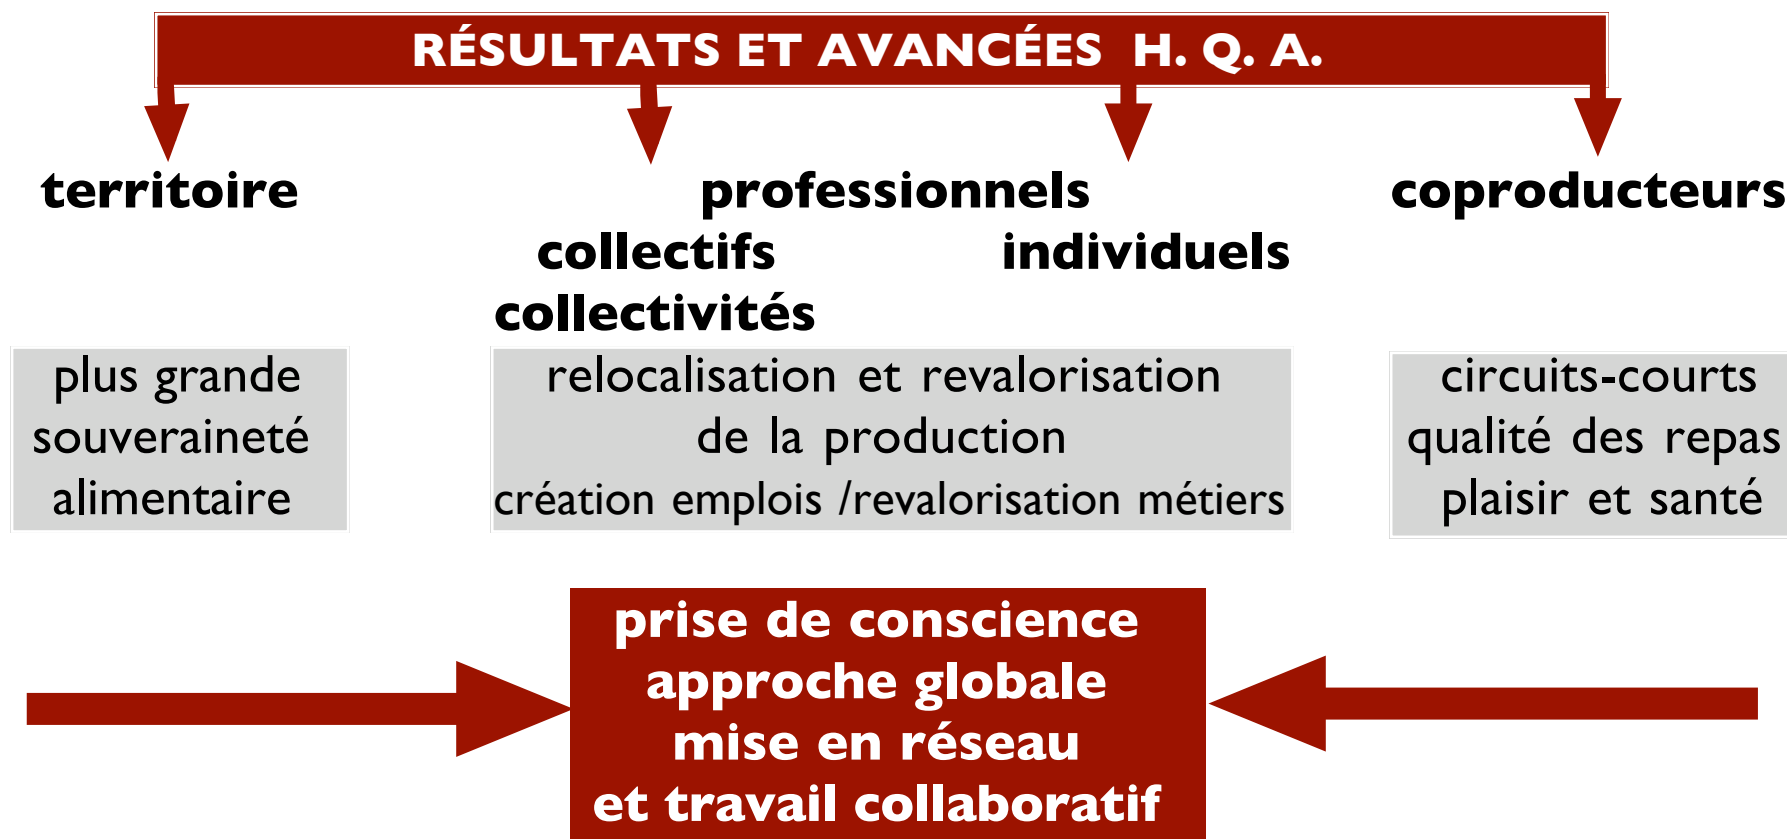 RÉSULTATS ET AVANCÉES H. Q. A.
territoire
professionnels
coproducteurs
collectifs
individuels
collectivités
plus grande
souveraineté
alimentaire
relocalisation et revalorisation
de la production
création emplois /revalorisation métiers
circuits-courts
qualité des repas
plaisir et santé
prise de conscience
approche globale
mise en réseau
et travail collaboratif